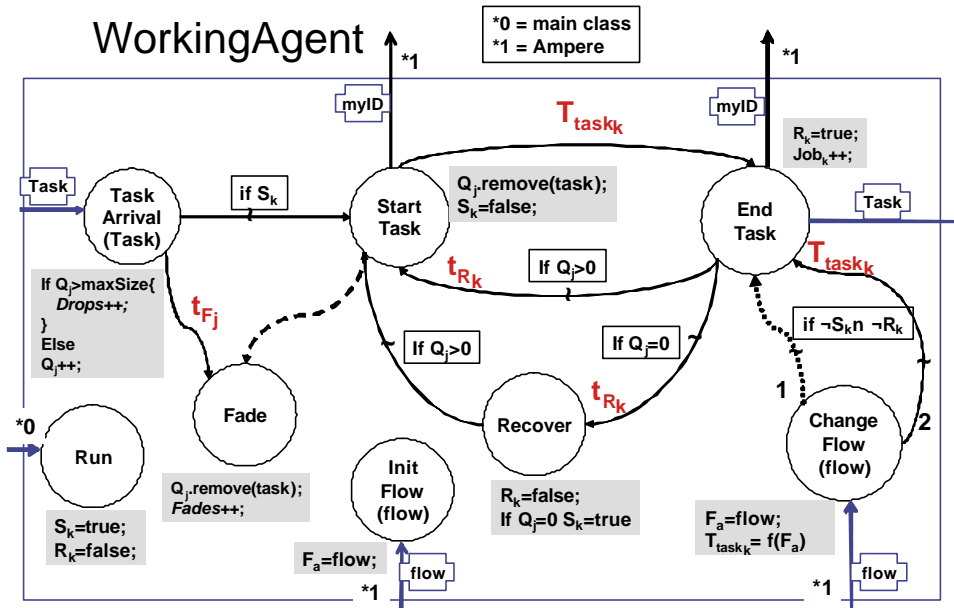 WorkingAgent
*0 = main class
*1 = Ampere
*1
*1
myID
myID
T_task_k
R_k=true;
Job_k++;
Task
Task
Arrival
(Task)
if S_k
Start
Task
Q_j.remove(task);
S_k=false;
End
Task
Task
If Q_j>maxSize{
Drops++;
}
Else
Q_j++;
t_F_j
t_R_k
If Q_j>0
T_task_k
if ¬S_kn ¬R_k
If Q_j>0
If Q_j=0
t_R_k
1
2
Fade
Recover
Change
Flow
(flow)
*0
Run
Init
Flow
(flow)
Q_j.remove(task);
Fades++;
R_k=false;
If Q_j=0 S_k=true
S_k=true;
R_k=false;
F_a=flow;
F_a=flow;
T_task_k= f(F_a)
flow
flow
*1
*1